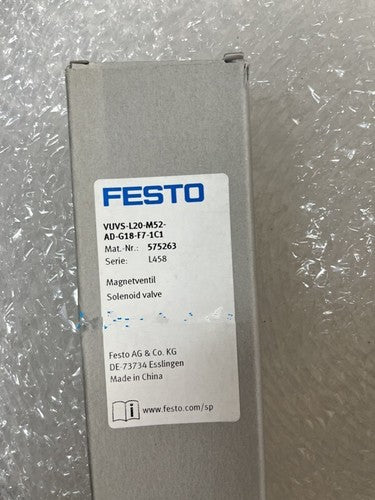 FESTO
VUVS-L20-M52-
AD-G18-F7-1C1
Mat.-Nr.: 575263
Serie: L458
Magnetventil
Solenoid valve
Festo AG & Co. KG
DE-73734 Esslingen
Made in China
www.festo.com/sp